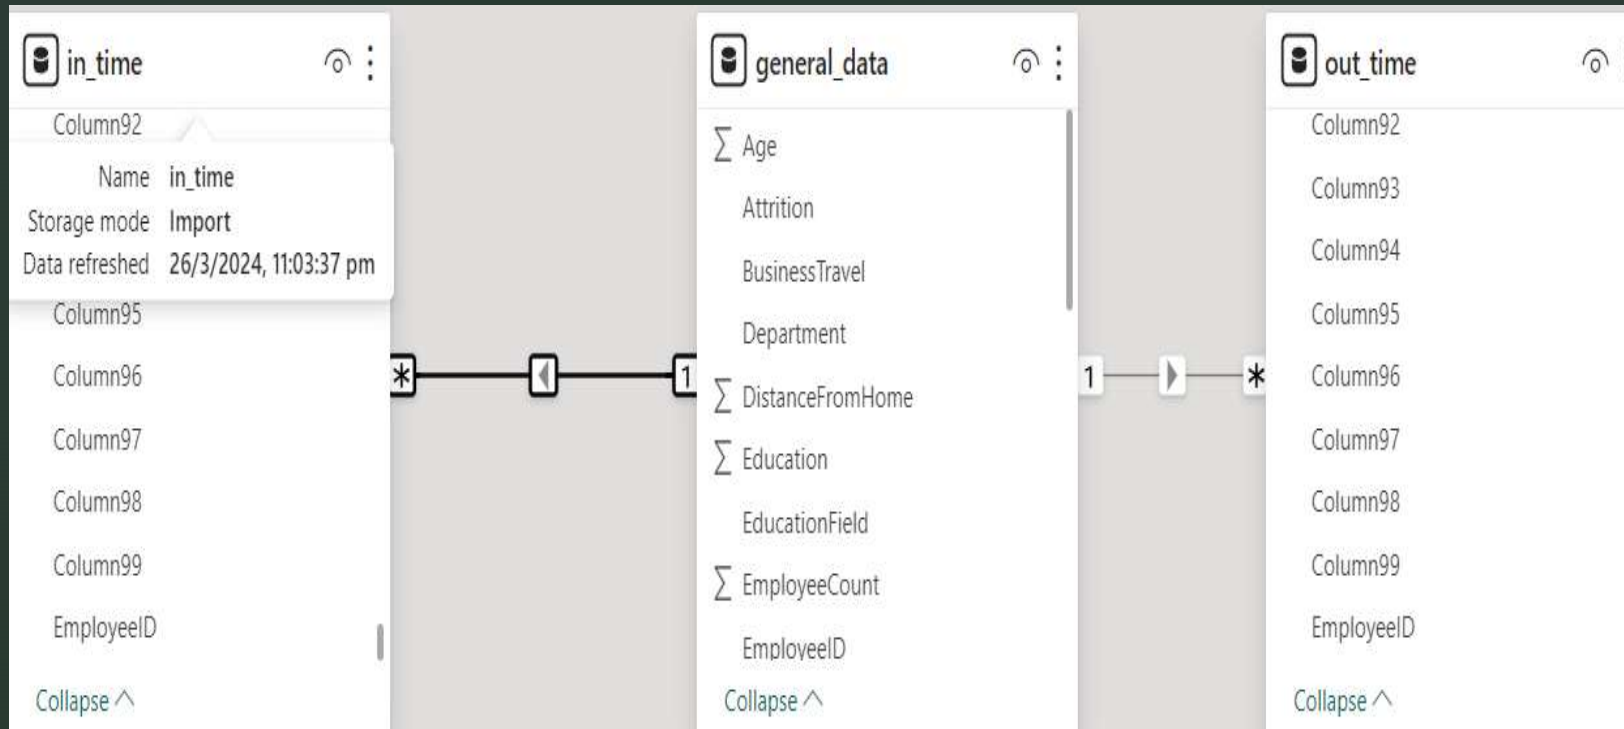 in_time
Column92
Name in_time
Storage mode Import
Data refreshed 26/3/2024, 11:03:37 pm
Column95
Column96
Column97
Column98
Column99
EmployeeID
Collapse
* 1
general_data
∑ Age
Attrition
BusinessTravel
Department
∑ DistanceFromHome
∑ Education
EducationField
∑ EmployeeCount
EmployeeID
Collapse
1 *
out_time
Column92
Column93
Column94
Column95
Column96
Column97
Column98
Column99
EmployeeID
Collapse